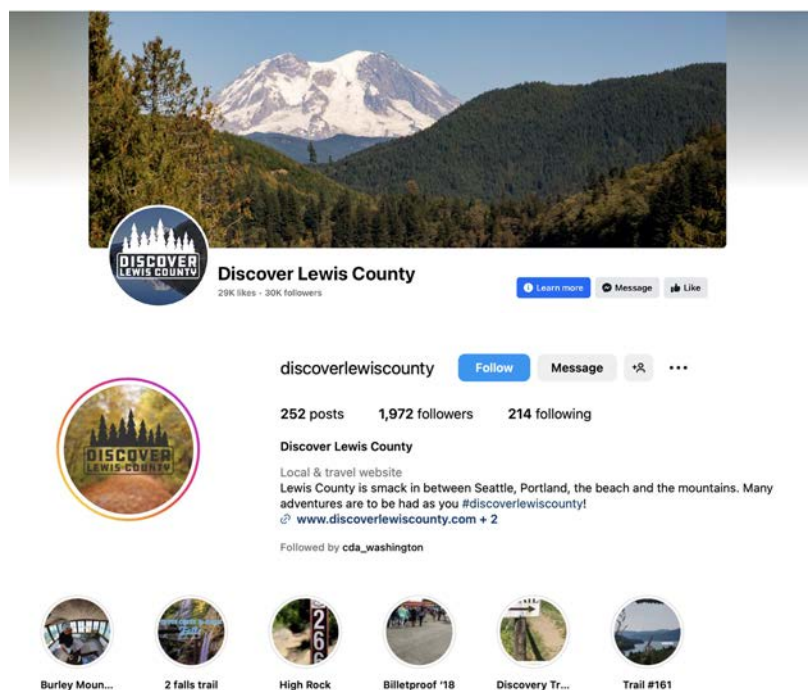 DISCOVER
LEWIS COUNTY
Discover Lewis County
29K likes • 30K followers
Learn more
Message
Like
discoverlewiscounty
Follow
Message
252 posts
1,972 followers
214 following
DISCOVER
LEWIS COUNTY
Discover Lewis County
Local & travel website
Lewis County is smack in between Seattle, Portland, the beach and the mountains. Many
adventures are to be had as you #discoverlewiscounty!
www.discoverlewiscounty.com + 2
Followed by cda_washington
266
Burley Moun...
2 falls trail
High Rock
Billetproof '18
Discovery Tr...
Trail #161